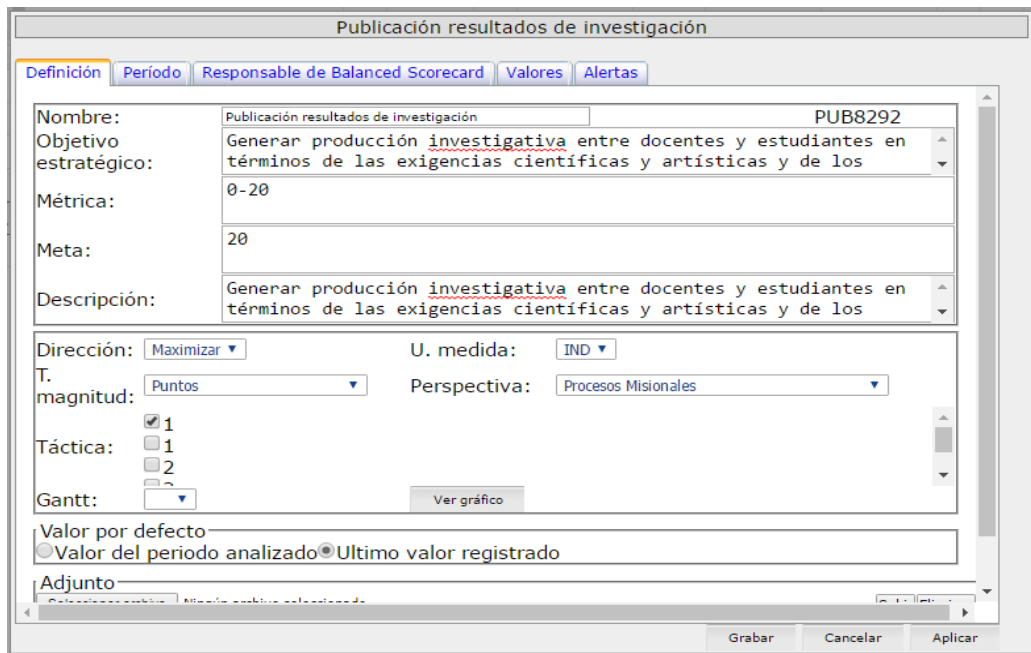 Publicación resultados de investigación
Definición Período Responsable de Balanced Scorecard Valores Alertas
Nombre: Publicación resultados de investigación PUB8292
Objetivo estratégico: Generar producción investigativa entre docentes y estudiantes en
términos de las exigencias científicas y artísticas y de los
Métrica: 0-20
Meta: 20
Descripción: Generar producción investigativa entre docentes y estudiantes en
términos de las exigencias científicas y artísticas y de los
Dirección: Maximizar U. medida: IND
T. magnitud: Puntos Perspectiva: Procesos Misionales
Táctica: 1
1
2
Gantt: Ver gráfico
Valor por defecto
Valor del periodo analizado Ultimo valor registrado
Adjunto
Grabar Cancelar Aplicar